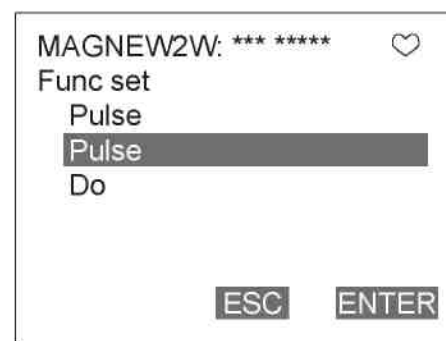 MAGNEW2W: *** *****
Func set
Pulse
Pulse
Do
ESC ENTER